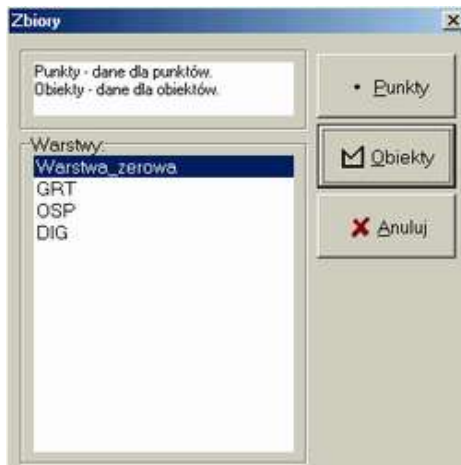 Zbiory
Punkty - dane dla punktów.
Obiekty - dane dla obiektów.
Punkty
Obiekty
Anuluj
Warstwy:
Warstwa_zerowa
GRT
OSP
DIG